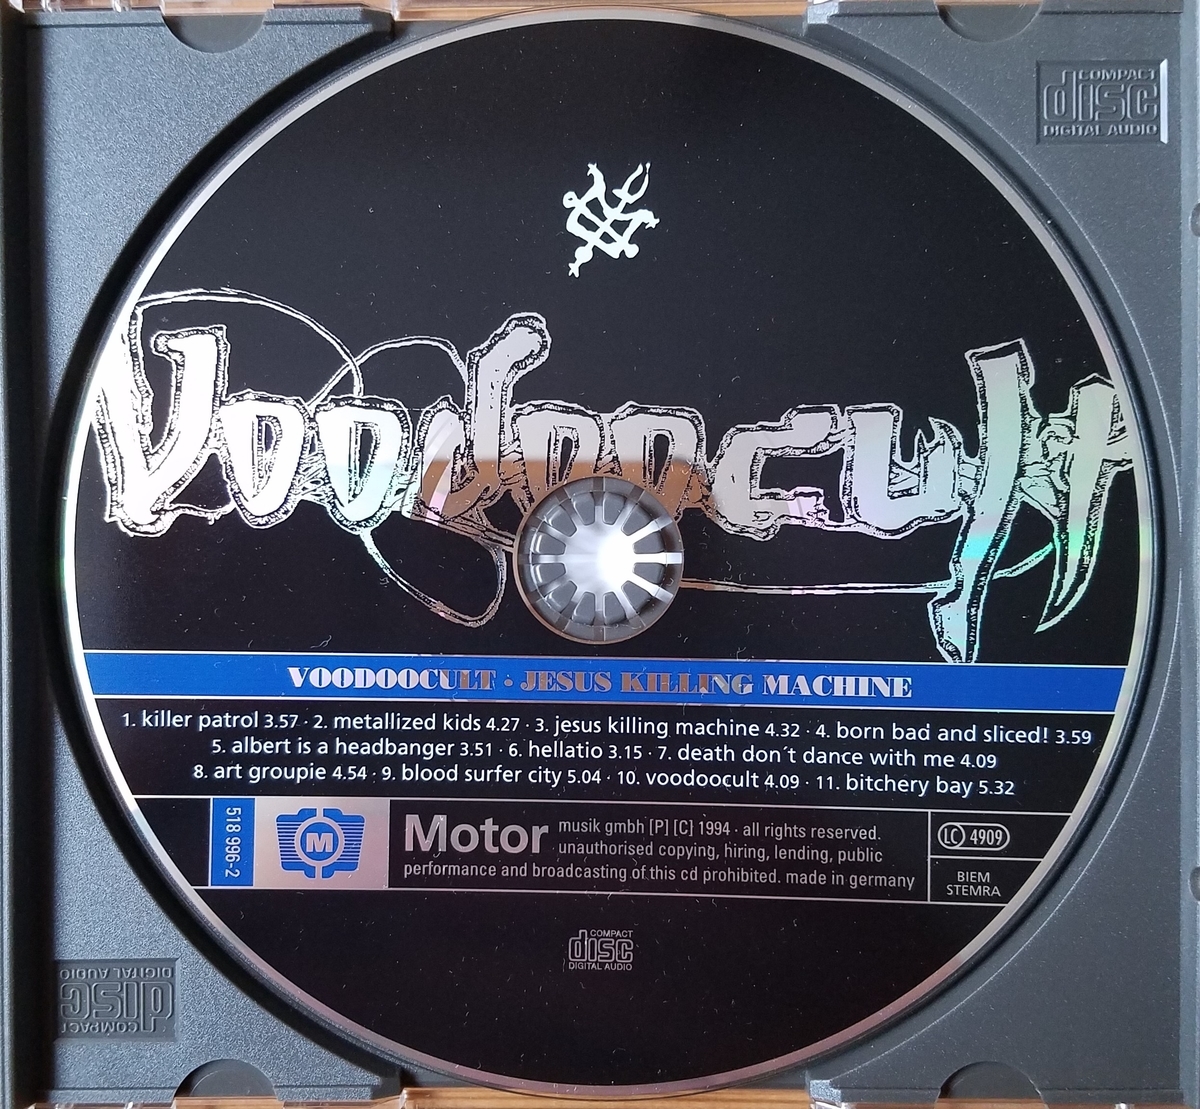 COMPACT
disc
DIGITAL AUDIO
Voodoocult
VOODOOCULT · JESUS KILLING MACHINE
1. killer patrol 3.57 · 2. metallized kids 4.27 · 3. jesus killing machine 4.32 · 4. born bad and sliced! 3.59
5. albert is a headbanger 3.51 · 6. hellatio 3.15 · 7. death don´t dance with me 4.09
8. art groupie 4.54 · 9. blood surfer city 5.04 · 10. voodoocult 4.09 · 11. bitchery bay 5.32
518 996-2
M
Motor musik gmbh [P] [C] 1994 · all rights reserved.
unauthorised copying, hiring, lending, public
performance and broadcasting of this cd prohibited. made in germany
LC 4909
BIEM
STEMRA
COMPACT
disc
DIGITAL AUDIO
COMPACT
disc
DIGITAL AUDIO